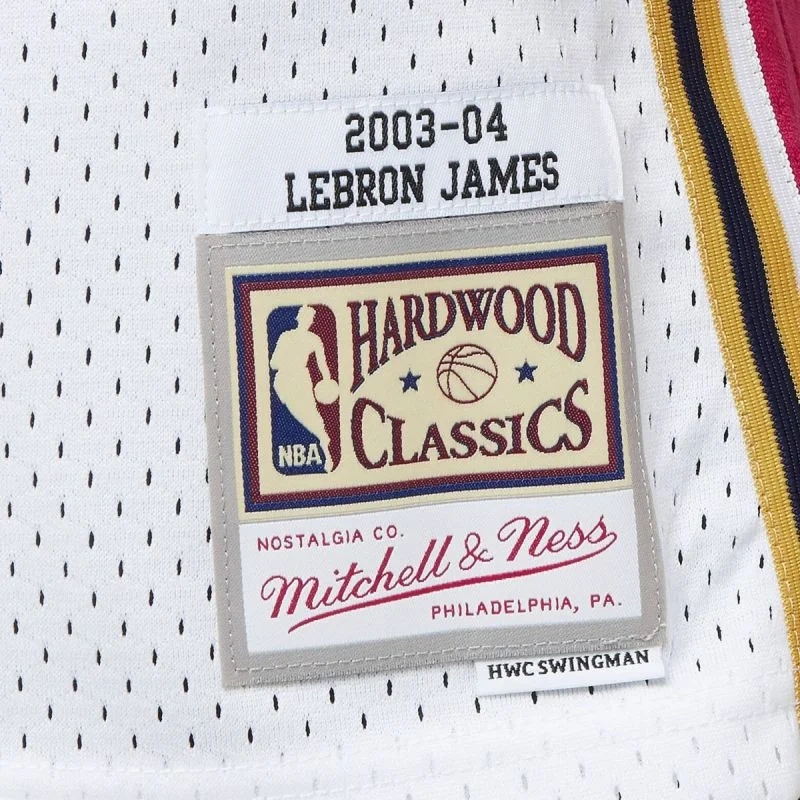 2003-04
LEBRON JAMES
HARDWOOD
CLASSICS
NBA
NOSTALGIA CO.
Mitchell & Ness
PHILADELPHIA, PA.
HWC SWINGMAN